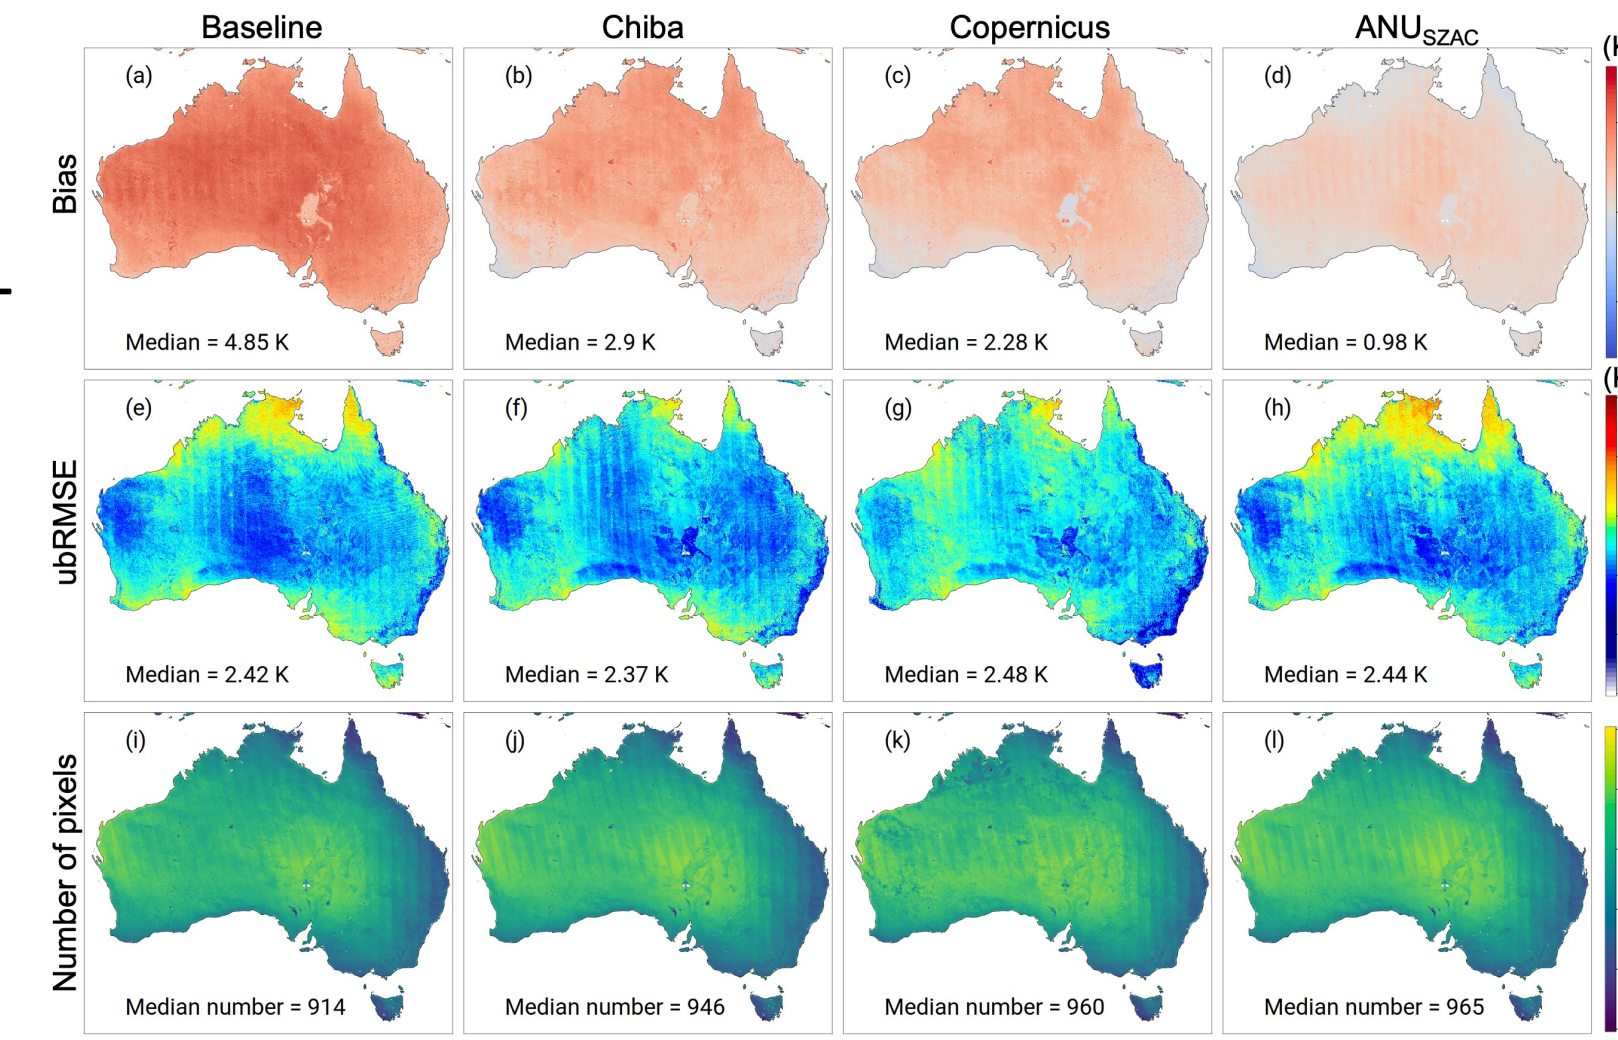 Baseline Chiba Copernicus ANU_SZAC
(K
Bias
(a) (b) (c) (d)
Median = 4.85 K Median = 2.9 K Median = 2.28 K Median = 0.98 K
(K
ubRMSE
(e) (f) (g) (h)
Median = 2.42 K Median = 2.37 K Median = 2.48 K Median = 2.44 K
Number of pixels
(i) (j) (k) (l)
Median number = 914 Median number = 946 Median number = 960 Median number = 965